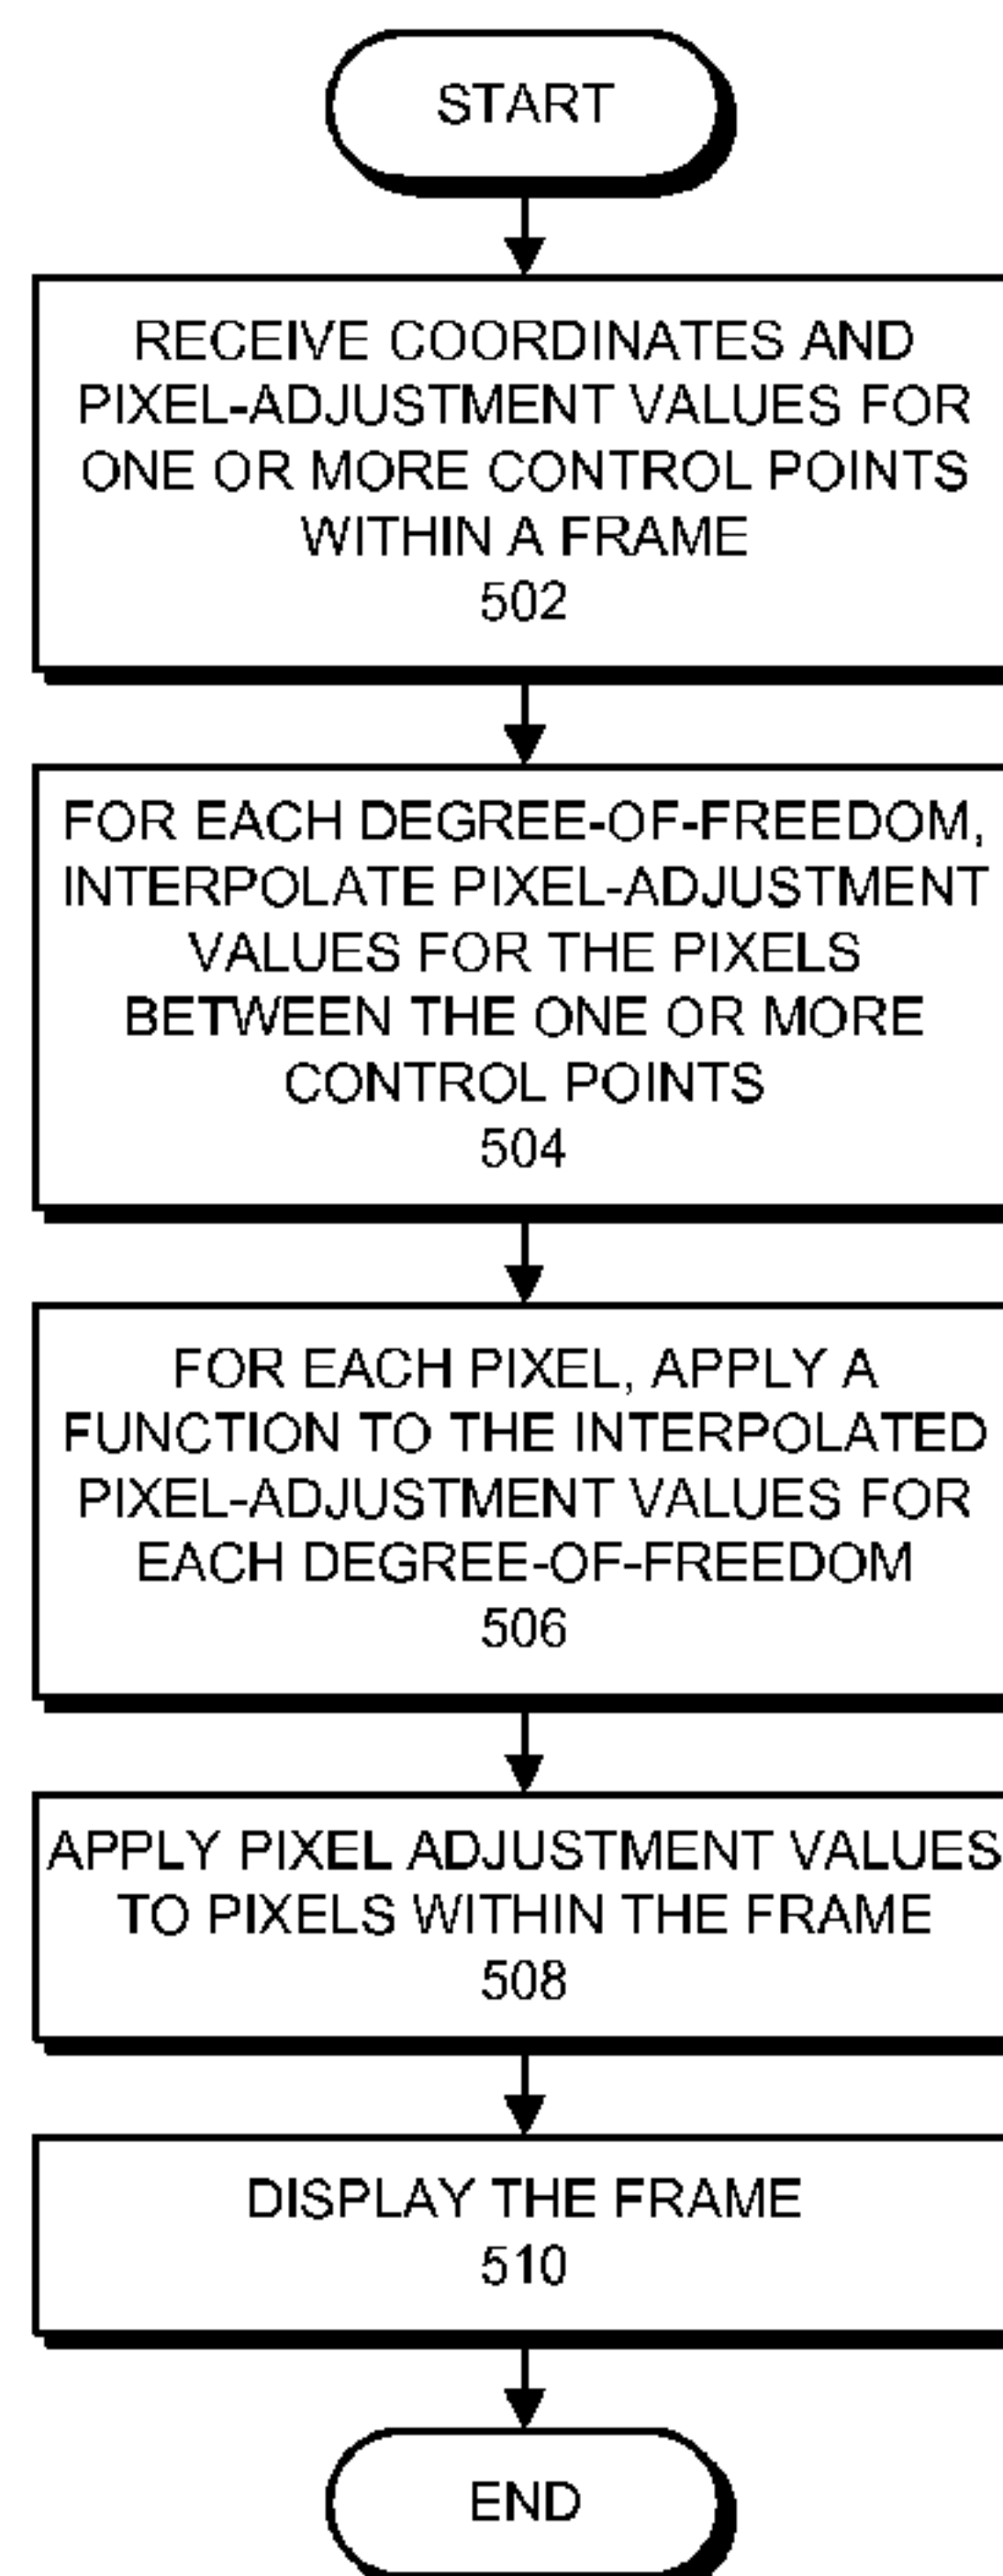 START
RECEIVE COORDINATES AND
PIXEL-ADJUSTMENT VALUES FOR
ONE OR MORE CONTROL POINTS
WITHIN A FRAME
502
FOR EACH DEGREE-OF-FREEDOM,
INTERPOLATE PIXEL-ADJUSTMENT
VALUES FOR THE PIXELS
BETWEEN THE ONE OR MORE
CONTROL POINTS
504
FOR EACH PIXEL, APPLY A
FUNCTION TO THE INTERPOLATED
PIXEL-ADJUSTMENT VALUES FOR
EACH DEGREE-OF-FREEDOM
506
APPLY PIXEL ADJUSTMENT VALUES
TO PIXELS WITHIN THE FRAME
508
DISPLAY THE FRAME
510
END